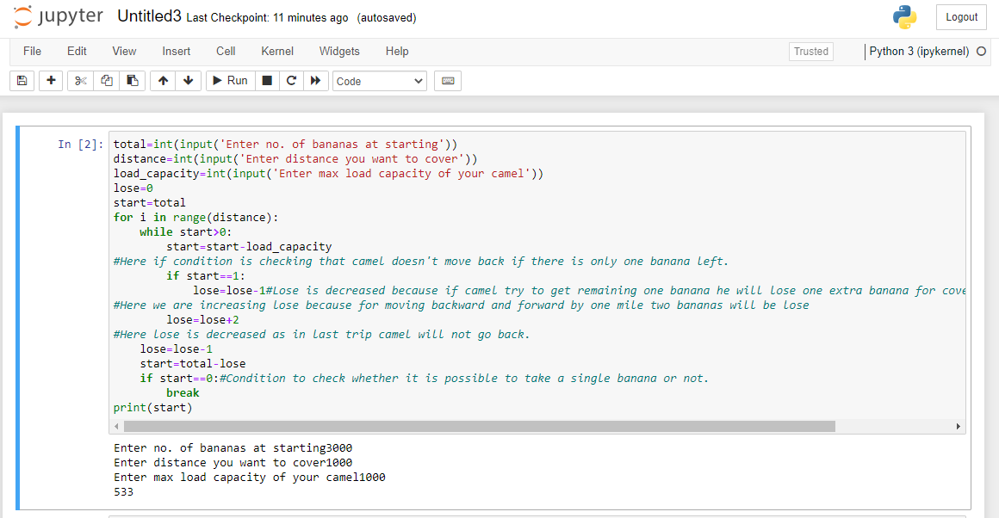 jupyter Untitled3 Last Checkpoint: 11 minutes ago (autosaved) Logout
File Edit View Insert Cell Kernel Widgets Help Trusted Python 3 (ipykernel)
Run Code
In [2]:
total=int(input('Enter no. of bananas at starting'))
distance=int(input('Enter distance you want to cover'))
load_capacity=int(input('Enter max load capacity of your camel'))
lose=0
start=total
for i in range(distance):
    while start>0:
        start=start-load_capacity
#Here if condition is checking that camel doesn't move back if there is only one banana left.
        if start==1:
            lose=lose-1#Lose is decreased because if camel try to get remaining one banana he will lose one extra banana for cove
#Here we are increasing lose because for moving backward and forward by one mile two bananas will be lose
        lose=lose+2
#Here lose is decreased as in last trip camel will not go back.
    lose=lose-1
    start=total-lose
    if start==0:#Condition to check whether it is possible to take a single banana or not.
        break
print(start)
Enter no. of bananas at starting3000
Enter distance you want to cover1000
Enter max load capacity of your camel1000
533